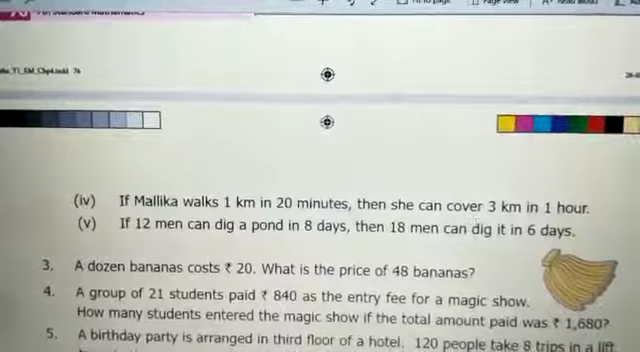 Page View
Read aloud
(iv) If Mallika walks 1 km in 20 minutes, then she can cover 3 km in 1 hour.
(v) If 12 men can dig a pond in 8 days, then 18 men can dig it in 6 days.
3. A dozen bananas costs ₹ 20. What is the price of 48 bananas?
4. A group of 21 students paid ₹ 840 as the entry fee for a magic show.
How many students entered the magic show if the total amount paid was ₹ 1,680?
5. A birthday party is arranged in third floor of a hotel. 120 people take 8 trips in a lift